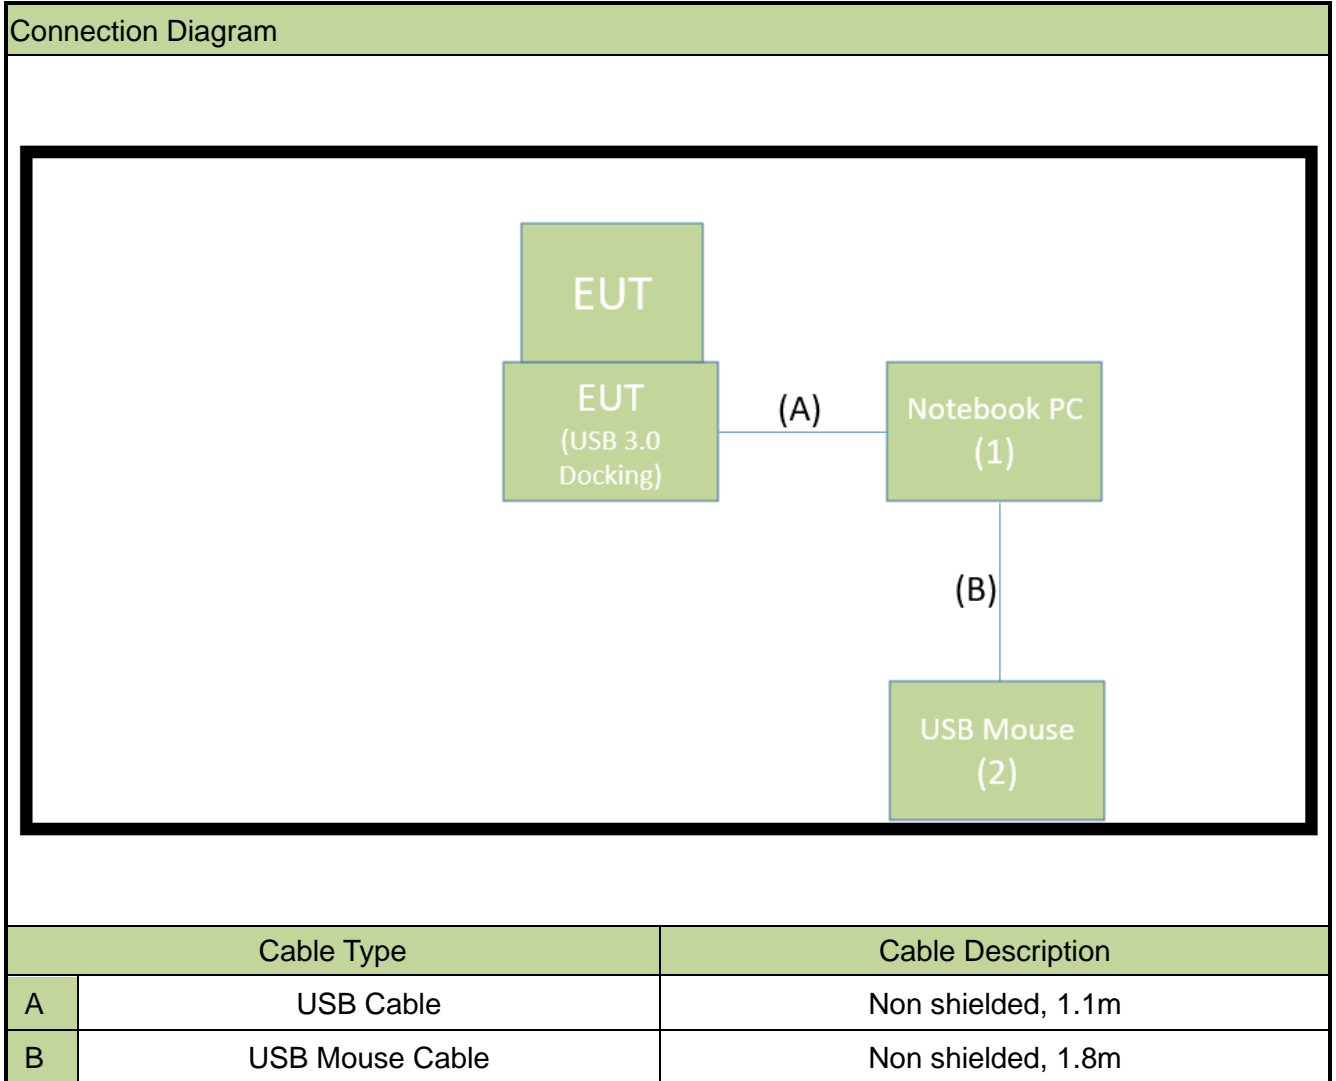 Connection Diagram
EUT
EUT
(USB 3.0
Docking)
(A)
Notebook PC
(1)
(B)
USB Mouse
(2)
Cable Type Cable Description
A USB Cable Non shielded, 1.1m
B USB Mouse Cable Non shielded, 1.8m